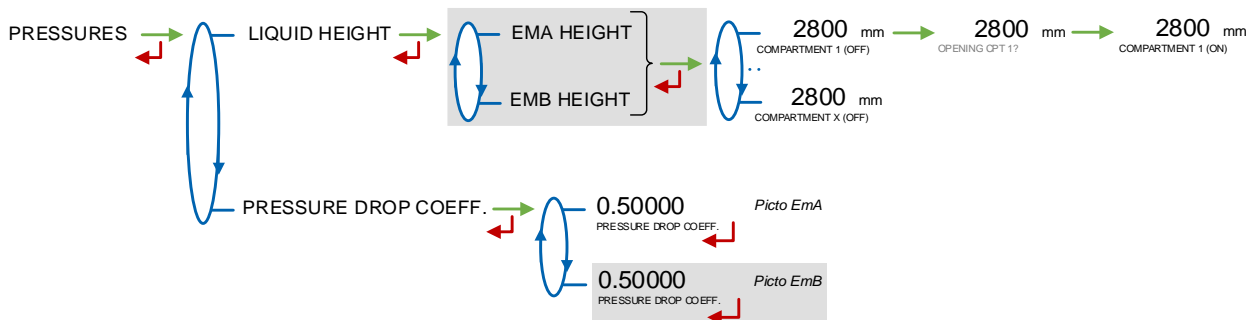 PRESSURES
LIQUID HEIGHT
EMA HEIGHT
EMB HEIGHT
2800 mm
COMPARTMENT 1 (OFF)
2800 mm
OPENING CPT 1?
2800 mm
COMPARTMENT 1 (ON)
..
2800 mm
COMPARTMENT X (OFF)
PRESSURE DROP COEFF.
0.50000 Picto EmA
PRESSURE DROP COEFF.
0.50000 Picto EmB
PRESSURE DROP COEFF.